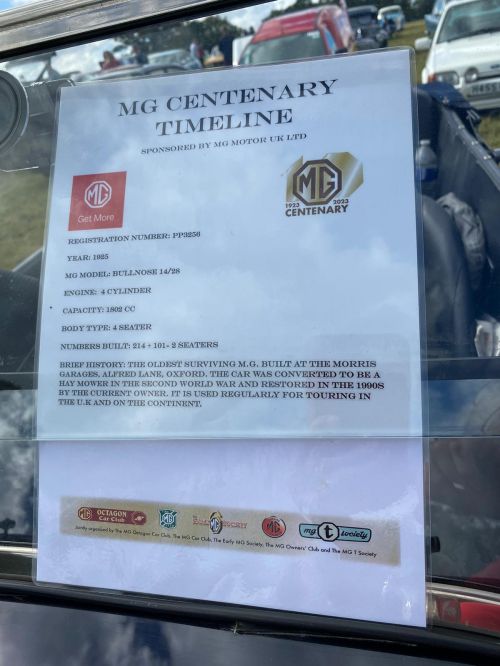 MG CENTENARY
TIMELINE
SPONSORED BY MG MOTOR UK LTD
MG
Get More
MG
1923 2023
CENTENARY
REGISTRATION NUMBER: PP3256
YEAR: 1925
MG MODEL: BULLNOSE 14/28
ENGINE: 4 CYLINDER
CAPACITY: 1802 CC
BODY TYPE: 4 SEATER
NUMBERS BUILT: 214 + 101- 2 SEATERS
BRIEF HISTORY: THE OLDEST SURVIVING M.G. BUILT AT THE MORRIS
GARAGES, ALFRED LANE, OXFORD. THE CAR WAS CONVERTED TO BE A
HAY MOWER IN THE SECOND WORLD WAR AND RESTORED IN THE 1990S
BY THE CURRENT OWNER. IT IS USED REGULARLY FOR TOURING IN
THE U.K AND ON THE CONTINENT.
MG OCTAGON
Car Club
MG
MG
mg t society
Jointly organised by The MG Octagon Car Club, The MG Car Club, The Early MG Society, The MG Owners' Club and The MG T Society